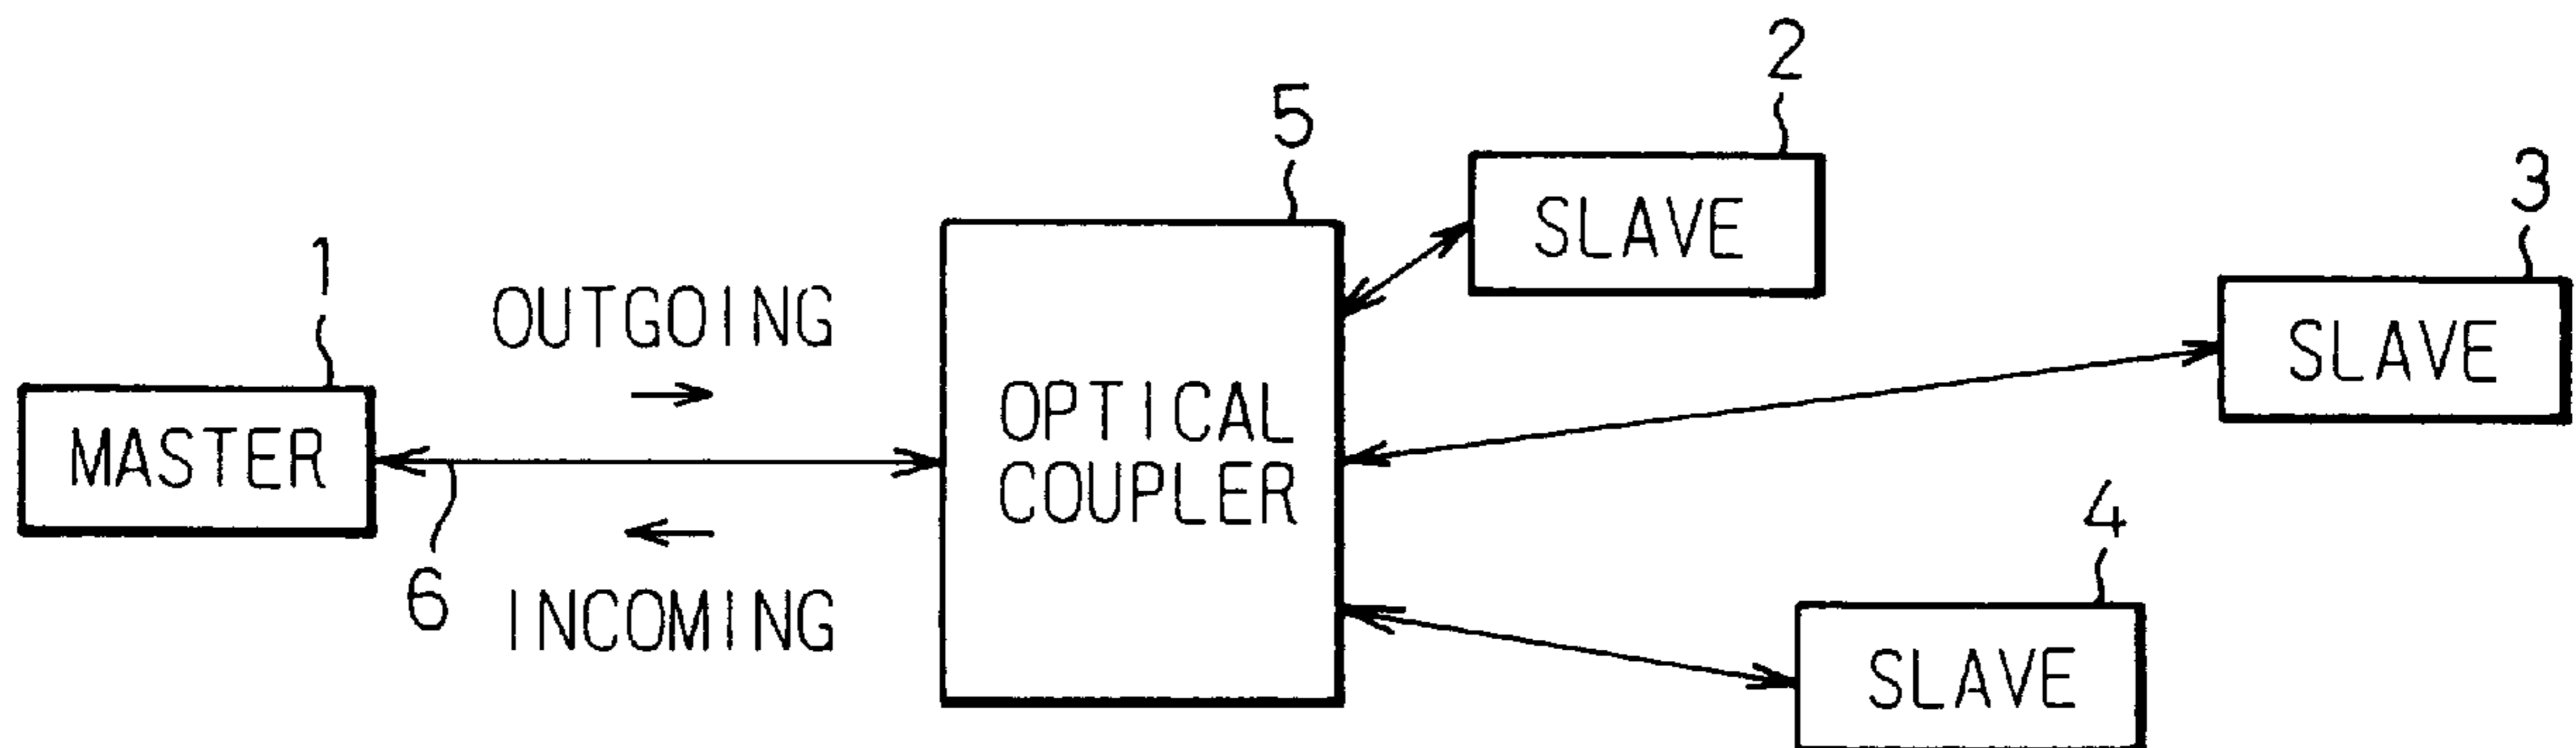 2
5
SLAVE
3
1
OUTGOING
SLAVE
MASTER
OPTICAL
COUPLER
4
6
INCOMING
SLAVE